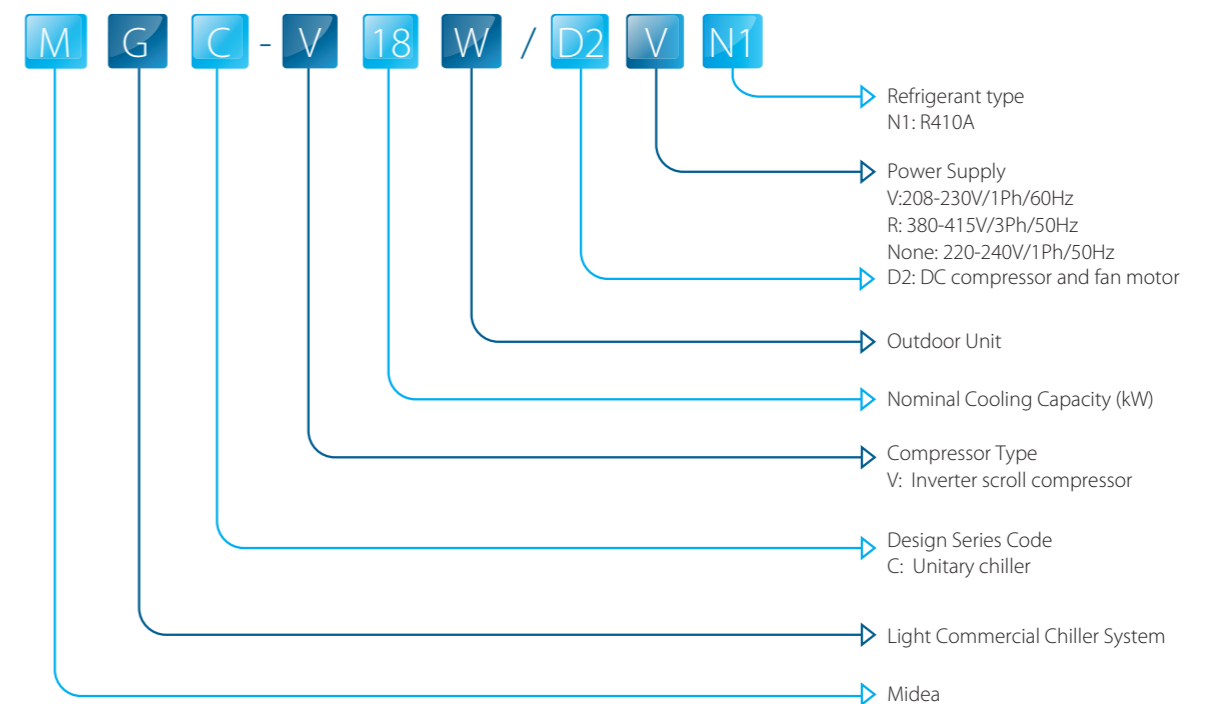 M G C - V 18 W / D2 V N1
Refrigerant type
N1: R410A
Power Supply
V:208-230V/1Ph/60Hz
R: 380-415V/3Ph/50Hz
None: 220-240V/1Ph/50Hz
D2: DC compressor and fan motor
Outdoor Unit
Nominal Cooling Capacity (kW)
Compressor Type
V: Inverter scroll compressor
Design Series Code
C: Unitary chiller
Light Commercial Chiller System
Midea